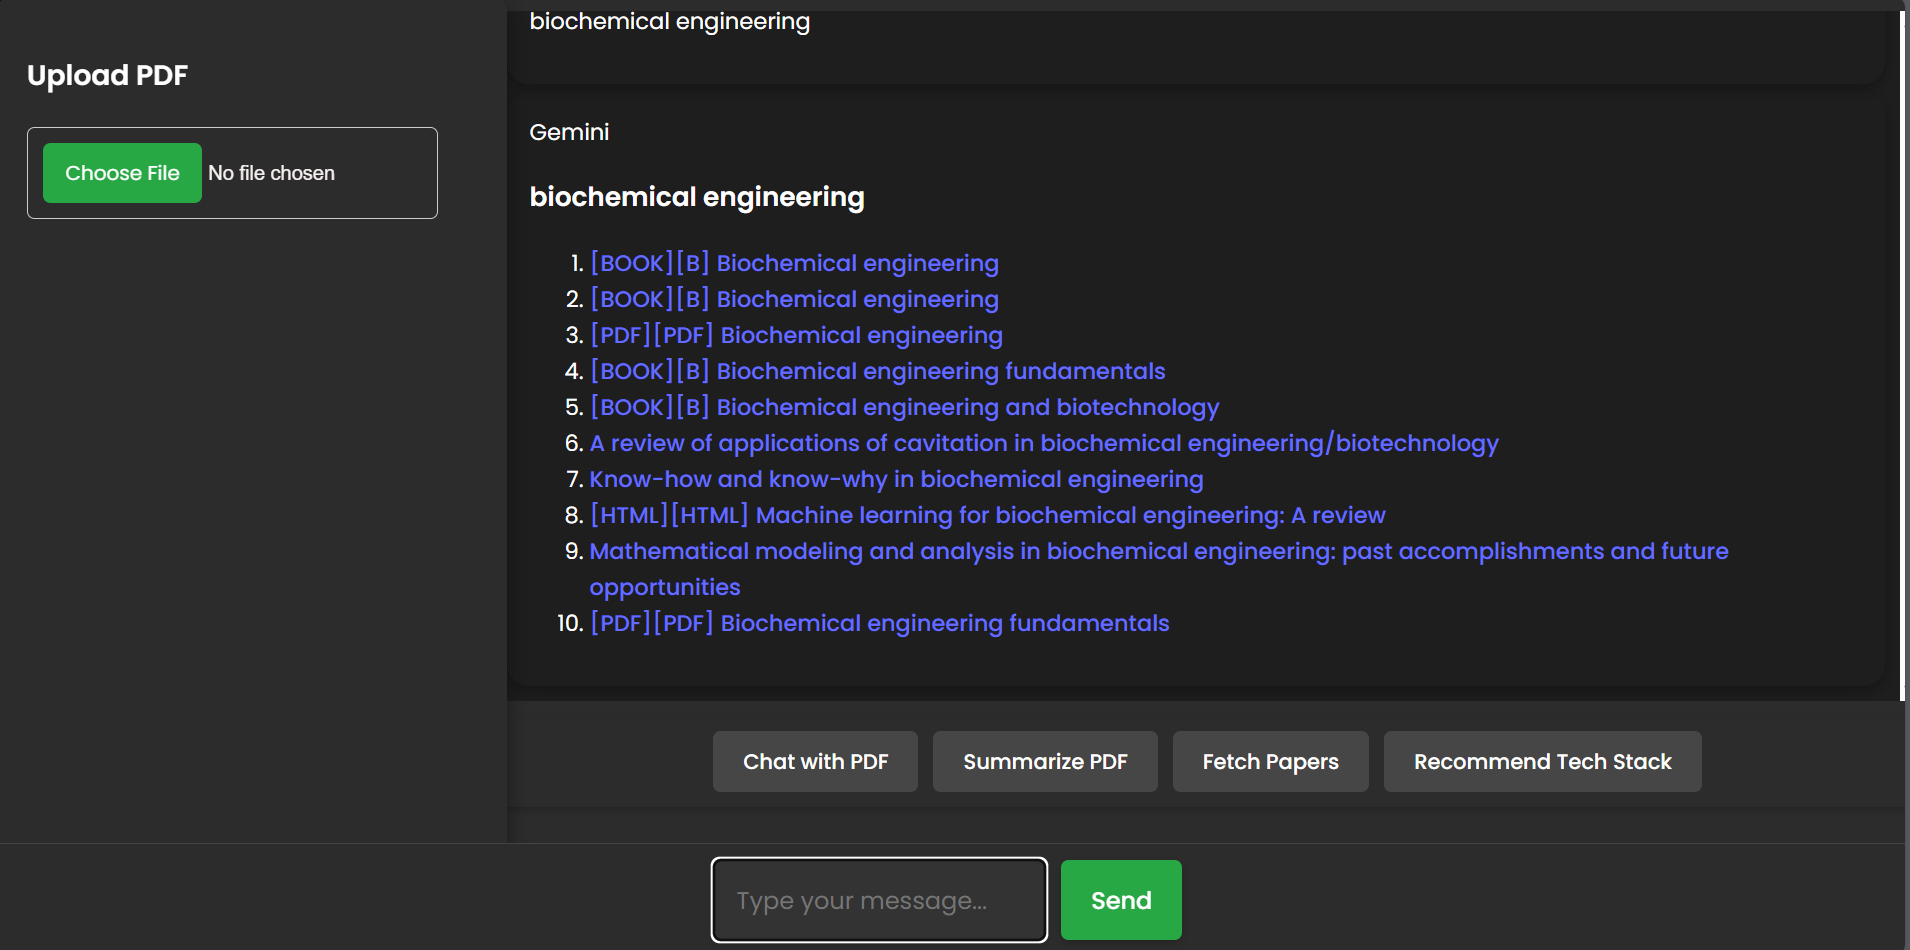 biochemical engineering
Upload PDF
Choose File No file chosen
Gemini
biochemical engineering
1. [BOOK][B] Biochemical engineering
2. [BOOK][B] Biochemical engineering
3. [PDF][PDF] Biochemical engineering
4. [BOOK][B] Biochemical engineering fundamentals
5. [BOOK][B] Biochemical engineering and biotechnology
6. A review of applications of cavitation in biochemical engineering/biotechnology
7. Know-how and know-why in biochemical engineering
8. [HTML][HTML] Machine learning for biochemical engineering: A review
9. Mathematical modeling and analysis in biochemical engineering: past accomplishments and future
opportunities
10. [PDF][PDF] Biochemical engineering fundamentals
Chat with PDF Summarize PDF Fetch Papers Recommend Tech Stack
Type your message... Send